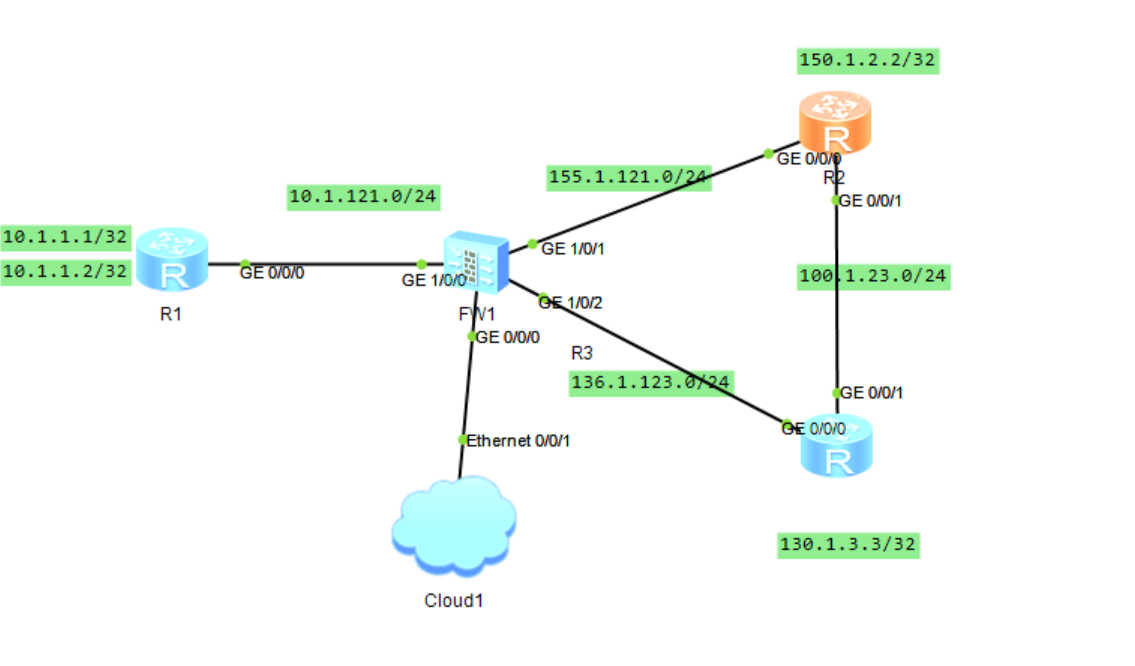 150.1.2.2/32
R
GE 0/0/0
R2
155.1.121.0/24
10.1.121.0/24
GE 0/0/1
10.1.1.1/32
GE 1/0/1
10.1.1.2/32
R
GE 0/0/0
GE 1/0/0
100.1.23.0/24
GE 1/0/2
R1
FW1
GE 0/0/0
R3
136.1.123.0/24
GE 0/0/1
GE 0/0/0
Ethernet 0/0/1
R
130.1.3.3/32
Cloud1